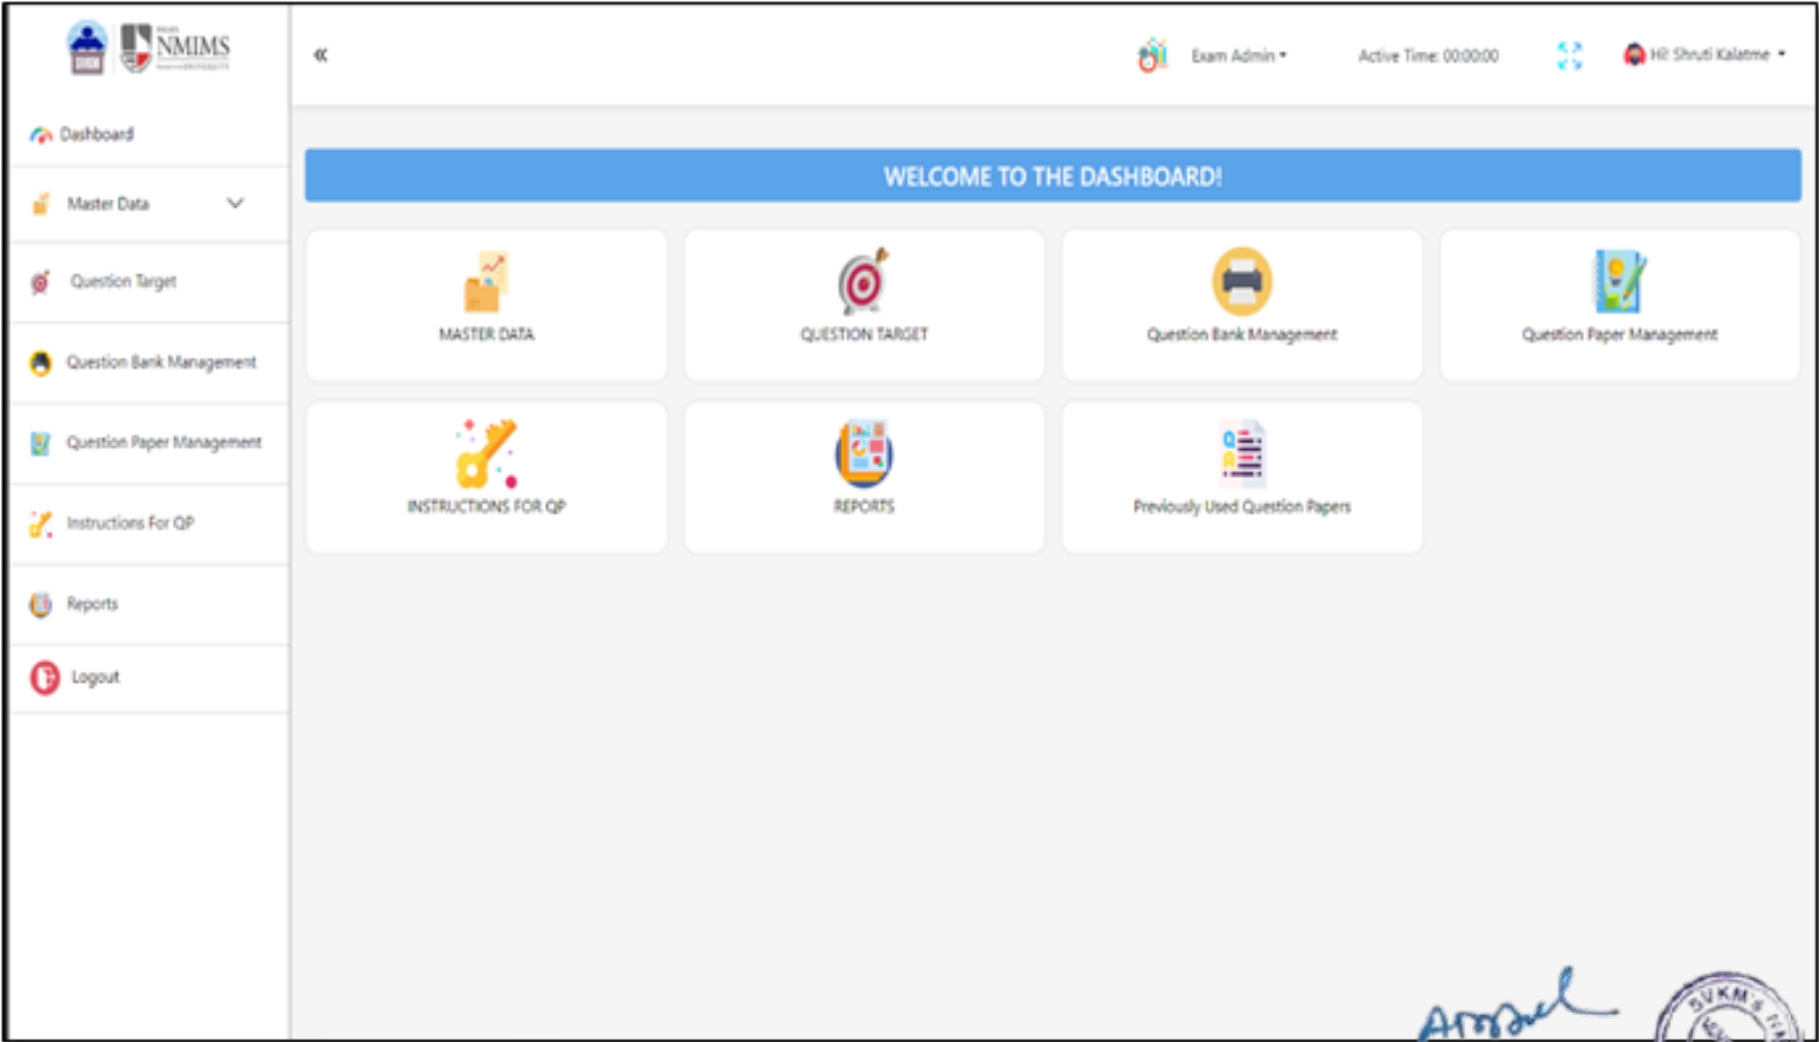 SVKM
NMIMS
Exam Admin
Active Time: 00:00:00
Hi! Shruti Kalatme
Dashboard
Master Data
Question Target
Question Bank Management
Question Paper Management
Instructions For QP
Reports
Logout
WELCOME TO THE DASHBOARD!
MASTER DATA
QUESTION TARGET
Question Bank Management
Question Paper Management
INSTRUCTIONS FOR QP
REPORTS
Previously Used Question Papers
SVKM's